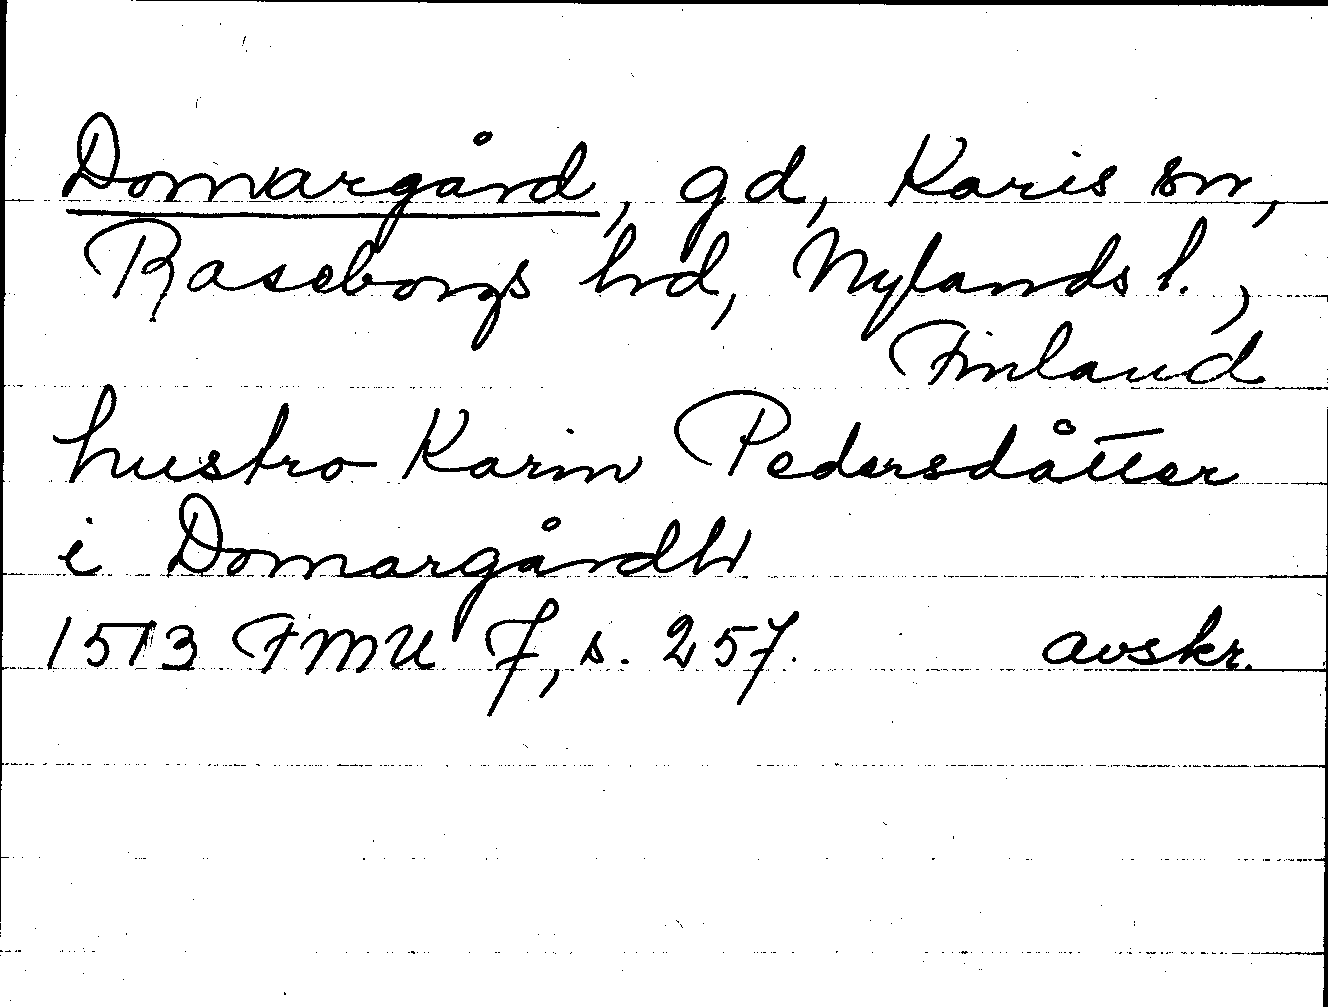 Domargård, gd, Karis sn,
Raseborgs hd, Nylands l.,
Finland
hustro Karin Pedersdåtter
i Domargårdh
1513 FMU 7, s. 257. avskr.